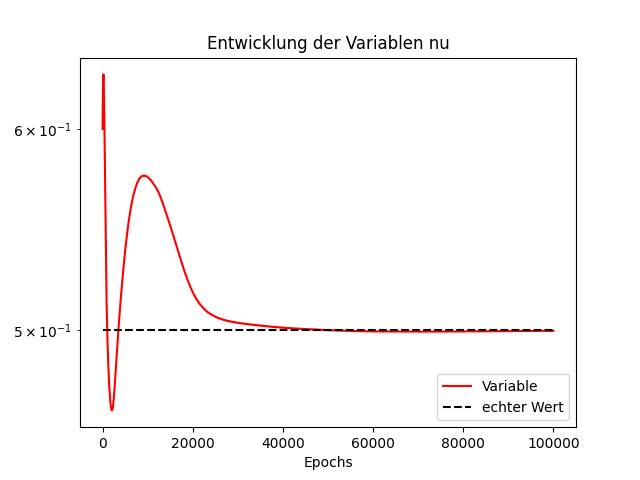 Entwicklung der Variablen nu
6 × 10⁻¹
5 × 10⁻¹
Variable
echter Wert
0 20000 40000 60000 80000 100000
Epochs